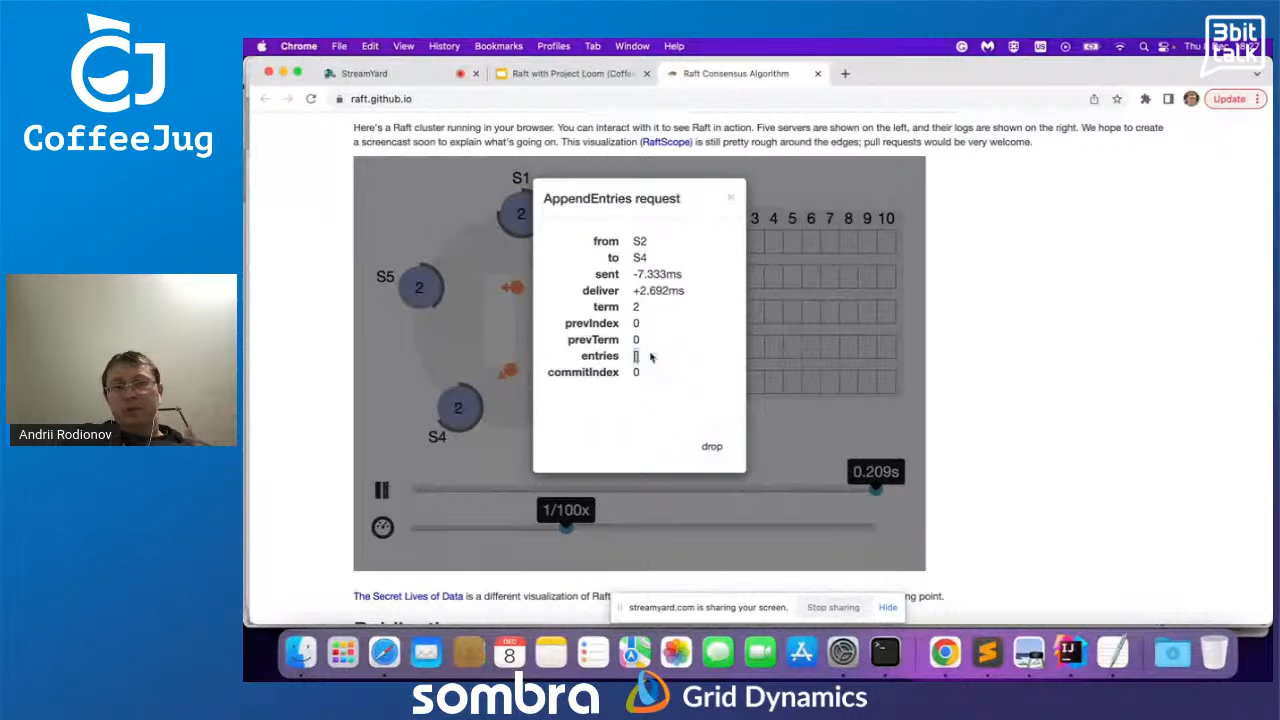 CoffeeJug
3bit
talk
Chrome File Edit View History Bookmarks Profiles Tab Window Help
StreamYard
Raft with Project Loom (Coffe
Raft Consensus Algorithm
raft.github.io
Update
Here's a Raft cluster running in your browser. You can interact with it to see Raft in action. Five servers are shown on the left, and their logs are shown on the right. We hope to create
a screencast soon to explain what's going on. This visualization (RaftScope) is still pretty rough around the edges; pull requests would be very welcome.
S1
2
3 4 5 6 7 8 9 10
S5
2
S4
2
AppendEntries request
from S2
to S4
sent -7.333ms
deliver +2.692ms
term 2
prevIndex 0
prevTerm 0
entries []
commitIndex 0
drop
0.209s
1/100x
The Secret Lives of Data is a different visualization of Raft
ng point.
streamyard.com is sharing your screen. Stop sharing Hide
Andrii Rodionov
DEC
8
sombra
Grid Dynamics